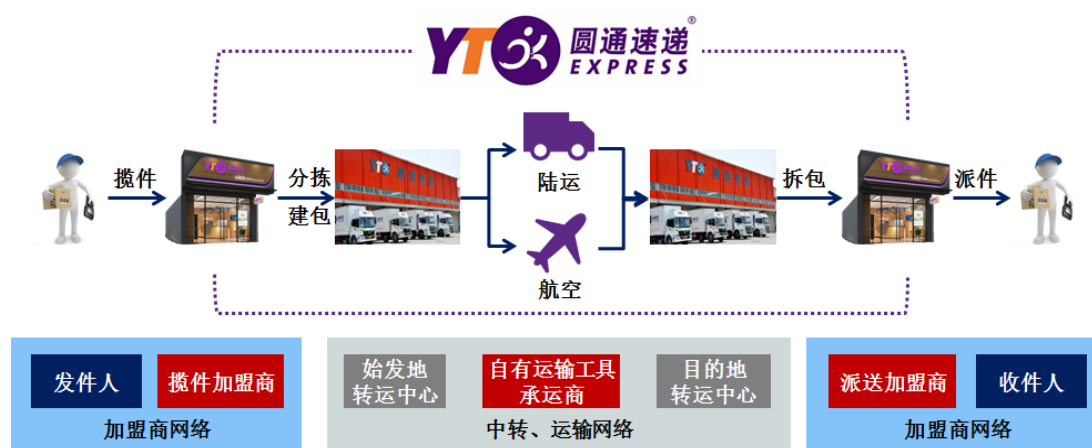 YTO 圆通速递®
EXPRESS
揽件
分拣
建包
陆运
航空
拆包
派件
发件人
揽件加盟商
加盟商网络
始发地
转运中心
自有运输工具
承运商
目的地
转运中心
中转、运输网络
派送加盟商
收件人
加盟商网络